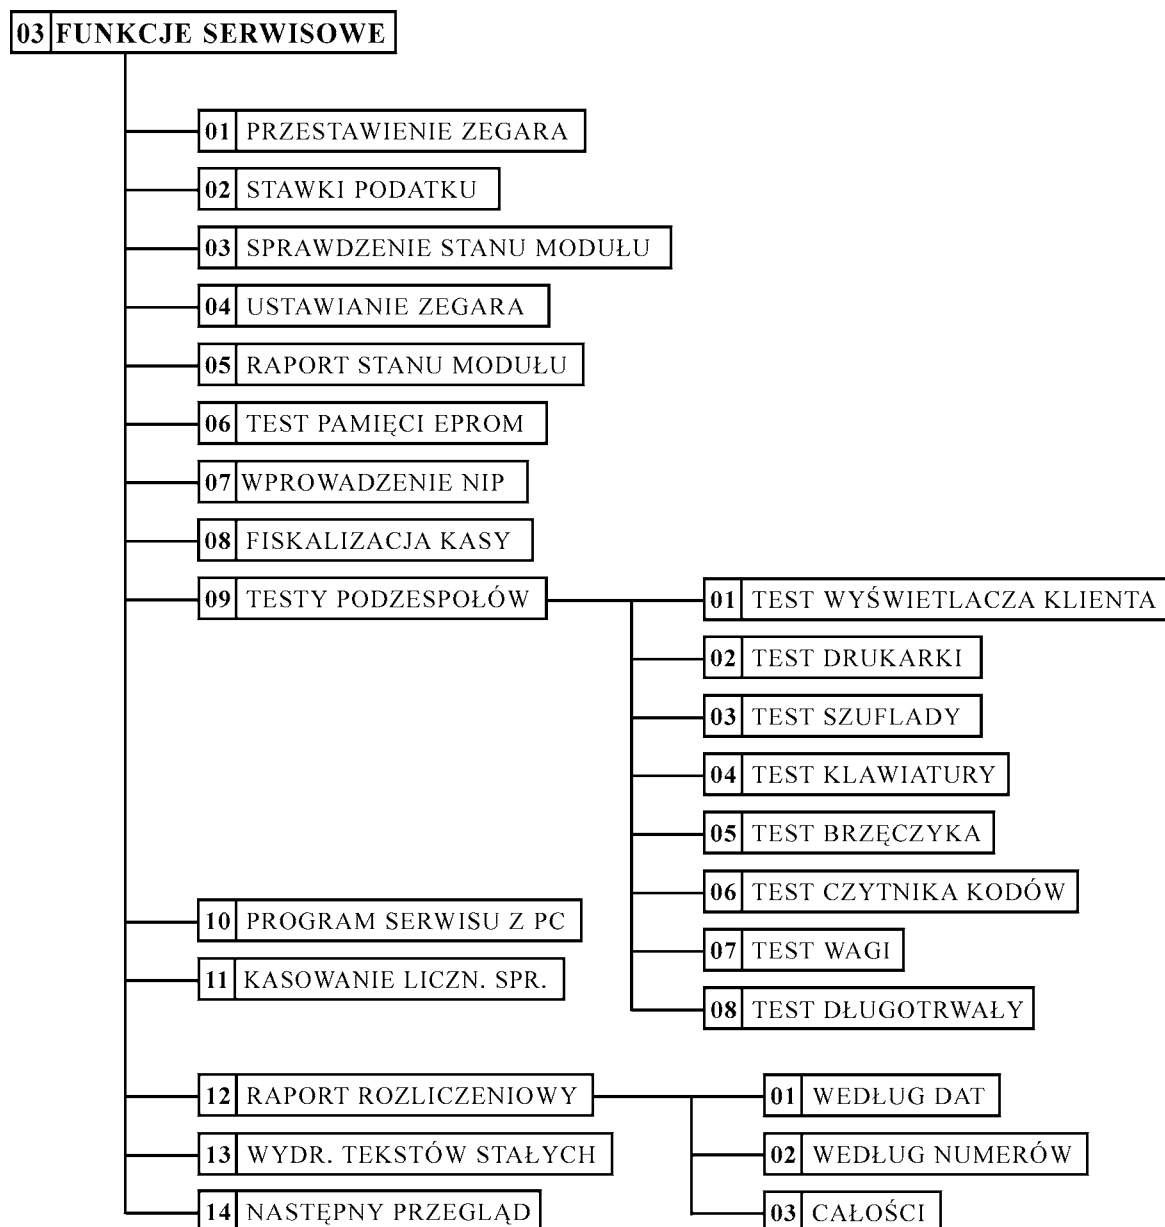 03 FUNKCJE SERWISOWE
01 PRZESTAWIENIE ZEGARA
02 STAWKI PODATKU
03 SPRAWDZENIE STANU MODUŁU
04 USTAWIANIE ZEGARA
05 RAPORT STANU MODUŁU
06 TEST PAMIĘCI EPROM
07 WPROWADZENIE NIP
08 FISKALIZACJA KASY
09 TESTY PODZESPOŁÓW
01 TEST WYŚWIETLACZA KLIENTA
02 TEST DRUKARKI
03 TEST SZUFLADY
04 TEST KLAWIATURY
05 TEST BRZĘCZYKA
06 TEST CZYTNIKA KODÓW
07 TEST WAGI
08 TEST DŁUGOTRWAŁY
10 PROGRAM SERWISU Z PC
11 KASOWANIE LICZN. SPR.
12 RAPORT ROZLICZENIOWY
01 WEDŁUG DAT
02 WEDŁUG NUMERÓW
03 CAŁOŚCI
13 WYDR. TEKSTÓW STAŁYCH
14 NASTĘPNY PRZEGLĄD